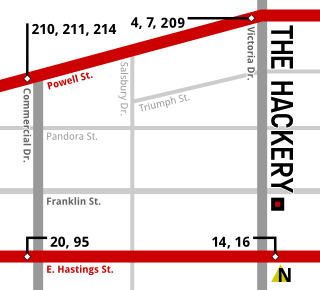 210, 211, 214
4, 7, 209
Powell St.
Victoria Dr.
THE HACKERY
Salsbury Dr.
Commercial Dr.
Triumph St.
Pandora St.
Franklin St.
20, 95
14, 16
E. Hastings St.
N